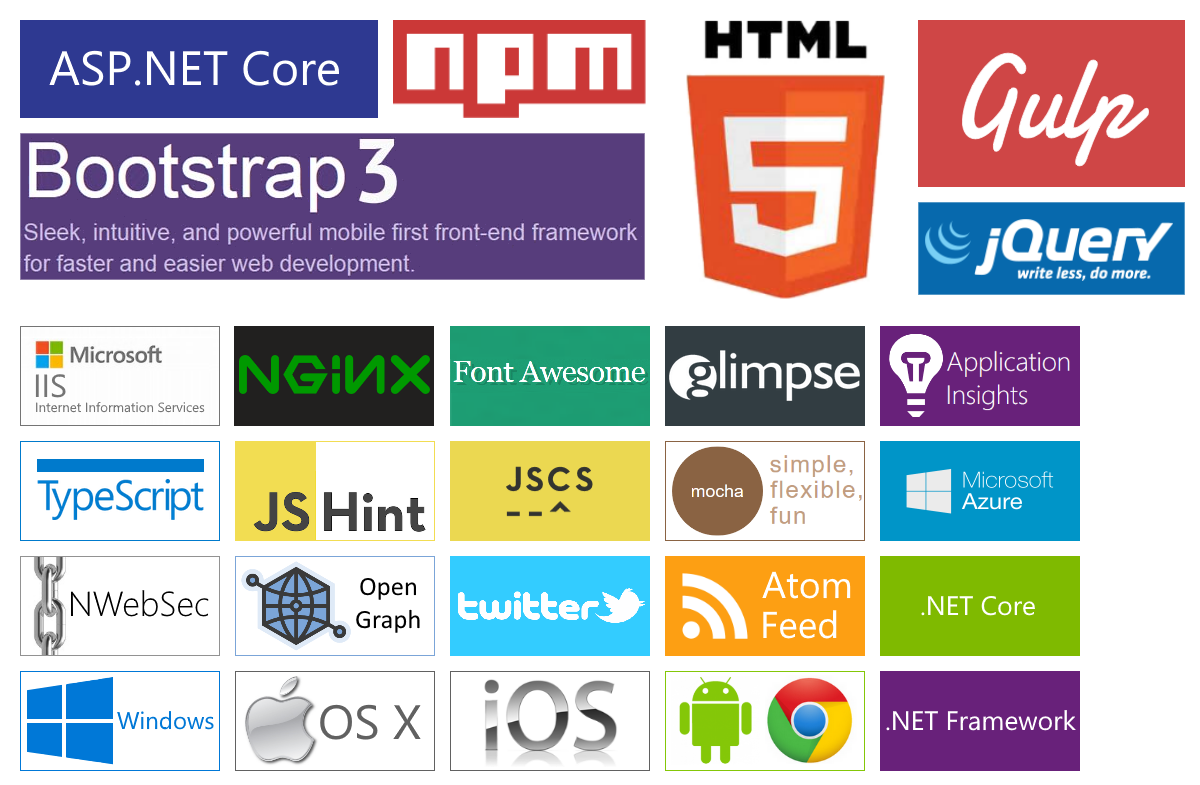 ASP.NET Core
npm
HTML
5
Gulp
Bootstrap 3
Sleek, intuitive, and powerful mobile first front-end framework
for faster and easier web development.
jQuery
write less, do more.
Microsoft
IIS
Internet Information Services
NGiNX
Font Awesome
glimpse
Application
Insights
TypeScript
JSHint
JSCS
--^
mocha
simple,
flexible,
fun
Microsoft
Azure
NWebSec
Open
Graph
twitter
Atom
Feed
.NET Core
Windows
OS X
iOS
.NET Framework